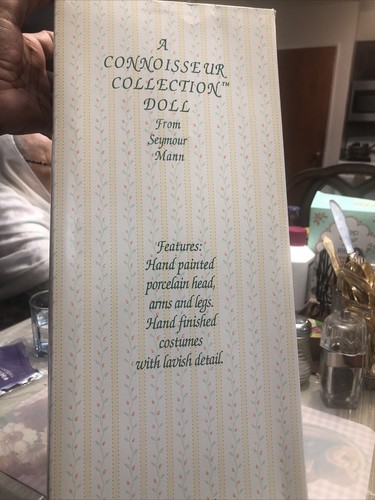 A
CONNOISSEUR
COLLECTION™
DOLL
From
Seymour
Mann
Features:
Hand painted
porcelain head,
arms and legs.
Hand finished
costumes
with lavish detail.